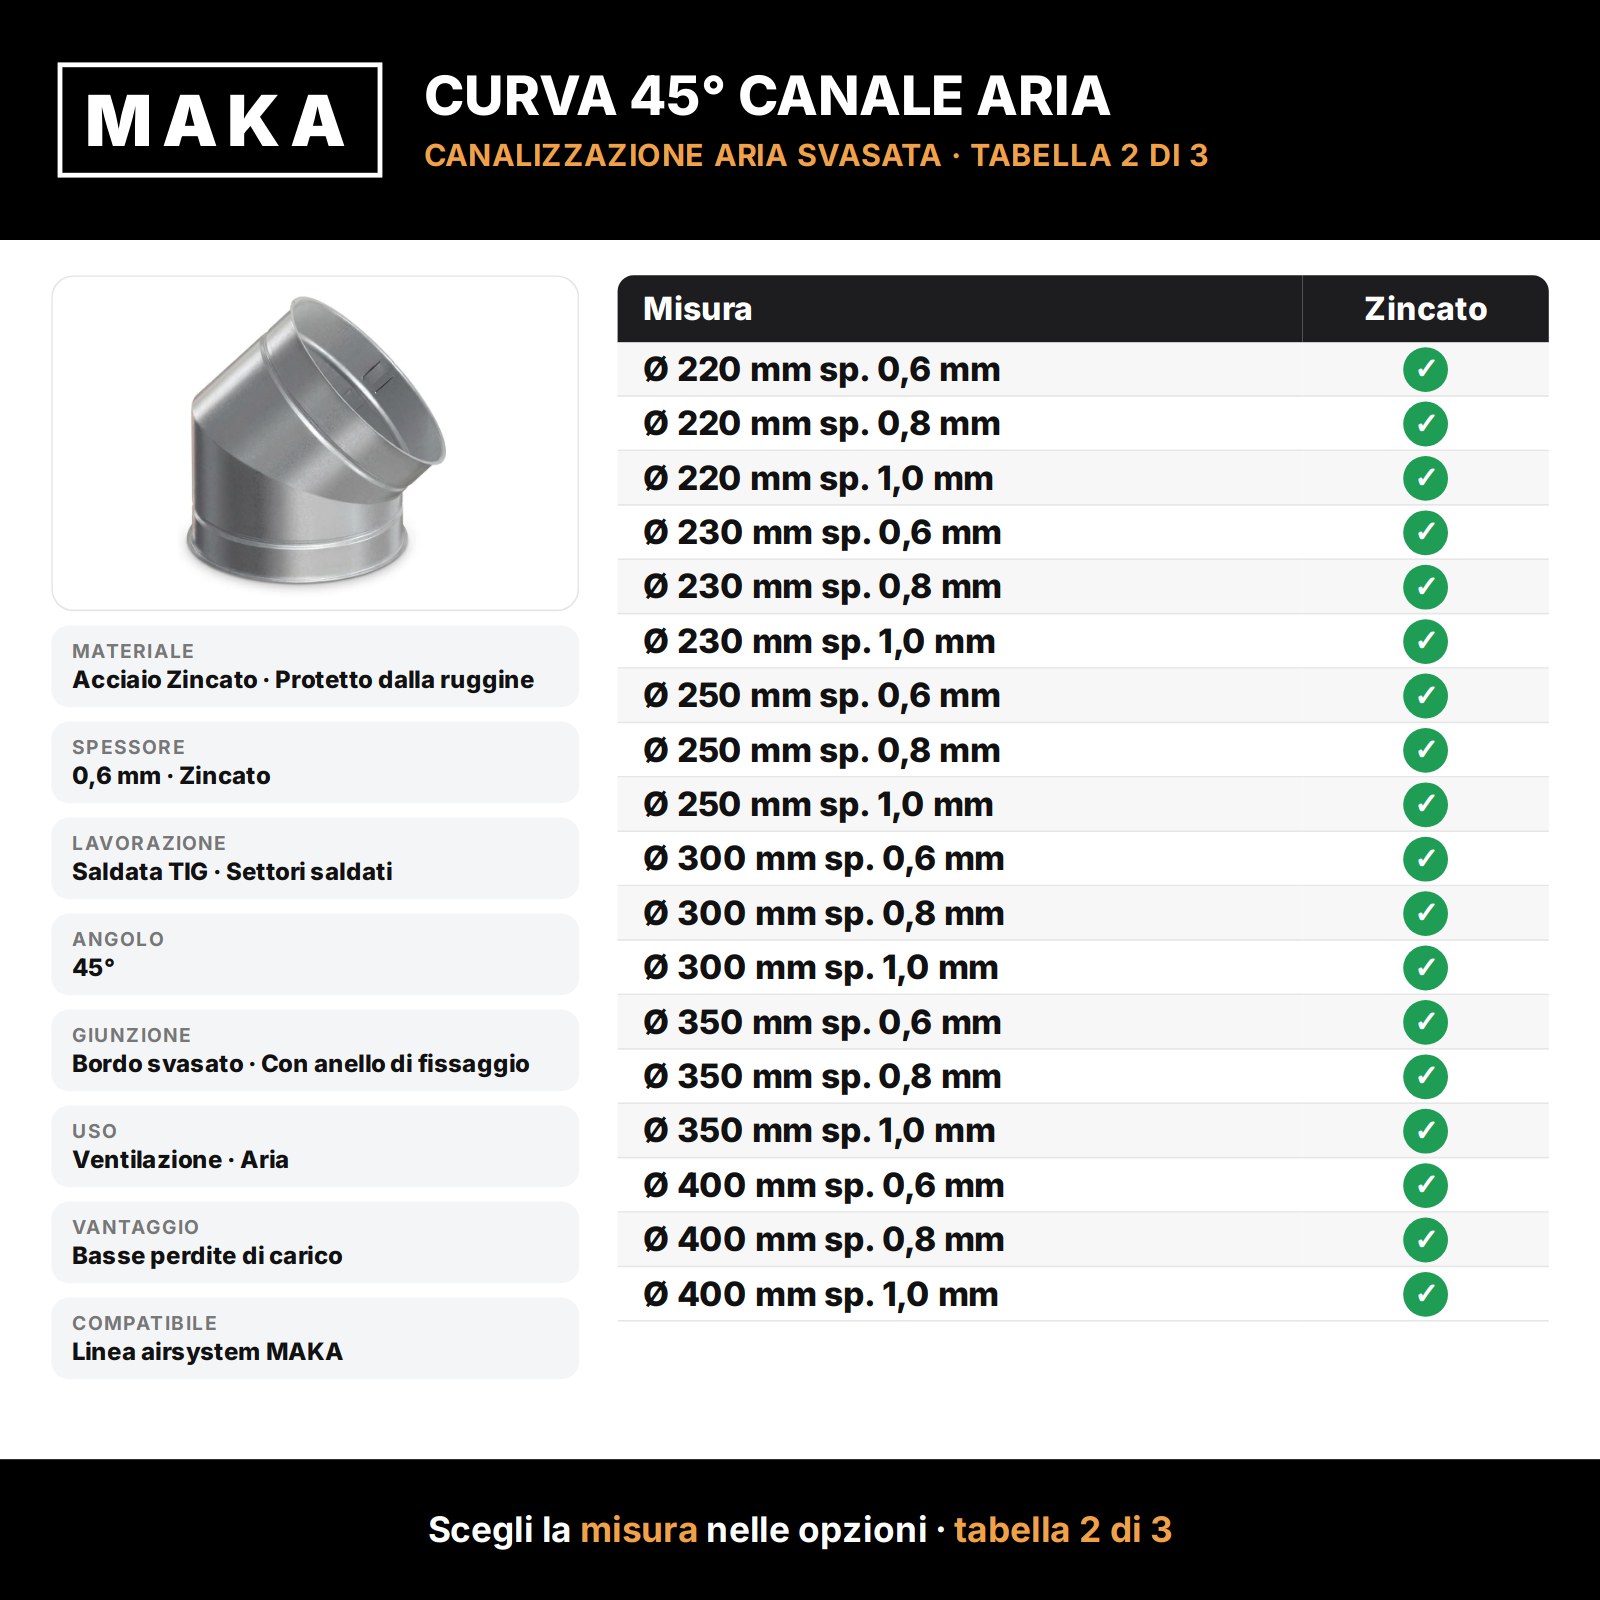 MAKA
CURVA 45° CANALE ARIA
CANALIZZAZIONE ARIA SVASATA · TABELLA 2 DI 3
MATERIALE
Acciaio Zincato · Protetto dalla ruggine
SPESSORE
0,6 mm · Zincato
LAVORAZIONE
Saldata TIG · Settori saldati
ANGOLO
45°
GIUNZIONE
Bordo svasato · Con anello di fissaggio
USO
Ventilazione · Aria
VANTAGGIO
Basse perdite di carico
COMPATIBILE
Linea airsystem MAKA
Misura Zincato
Ø 220 mm sp. 0,6 mm ✓
Ø 220 mm sp. 0,8 mm ✓
Ø 220 mm sp. 1,0 mm ✓
Ø 230 mm sp. 0,6 mm ✓
Ø 230 mm sp. 0,8 mm ✓
Ø 230 mm sp. 1,0 mm ✓
Ø 250 mm sp. 0,6 mm ✓
Ø 250 mm sp. 0,8 mm ✓
Ø 250 mm sp. 1,0 mm ✓
Ø 300 mm sp. 0,6 mm ✓
Ø 300 mm sp. 0,8 mm ✓
Ø 300 mm sp. 1,0 mm ✓
Ø 350 mm sp. 0,6 mm ✓
Ø 350 mm sp. 0,8 mm ✓
Ø 350 mm sp. 1,0 mm ✓
Ø 400 mm sp. 0,6 mm ✓
Ø 400 mm sp. 0,8 mm ✓
Ø 400 mm sp. 1,0 mm ✓
Scegli la misura nelle opzioni · tabella 2 di 3